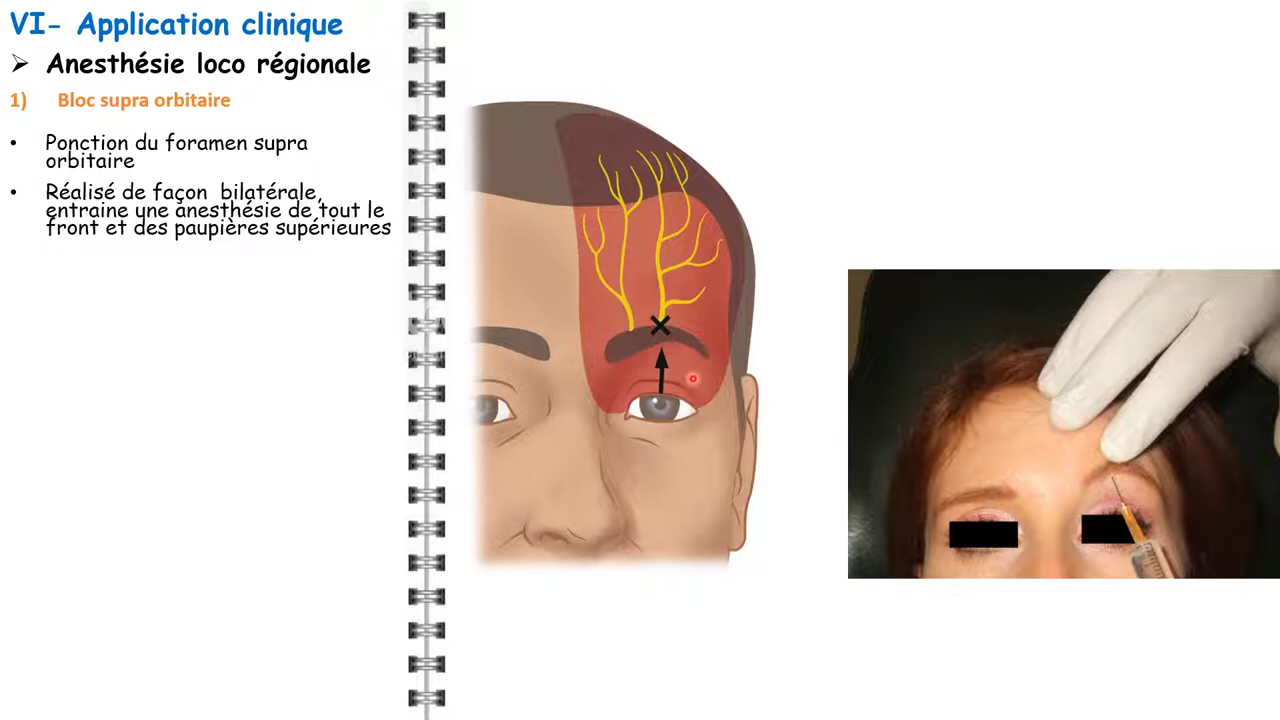 VI- Application clinique
➢ Anesthésie loco régionale
1) Bloc supra orbitaire
• Ponction du foramen supra
orbitaire
• Réalisé de façon bilatérale,
entraine une anesthésie de tout le
front et des paupières supérieures